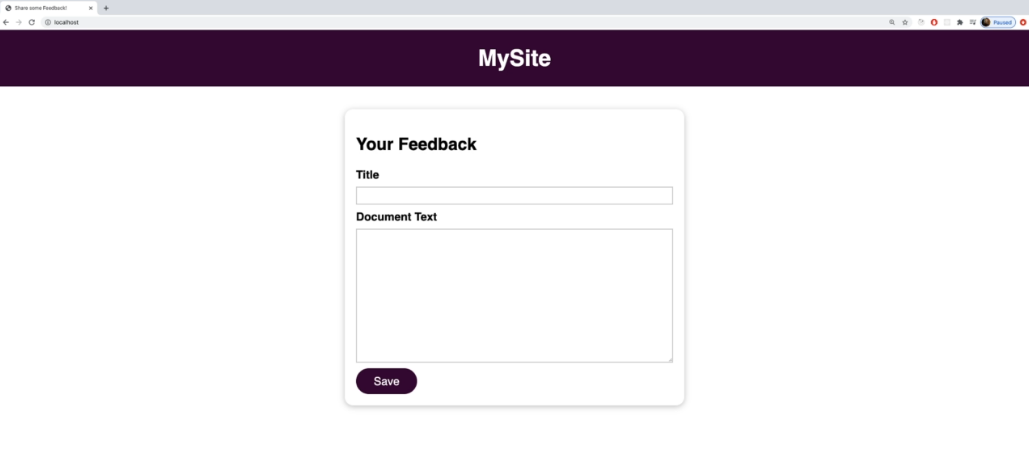 Share some Feedback!
localhost
Paused
MySite
Your Feedback
Title
Document Text
Save